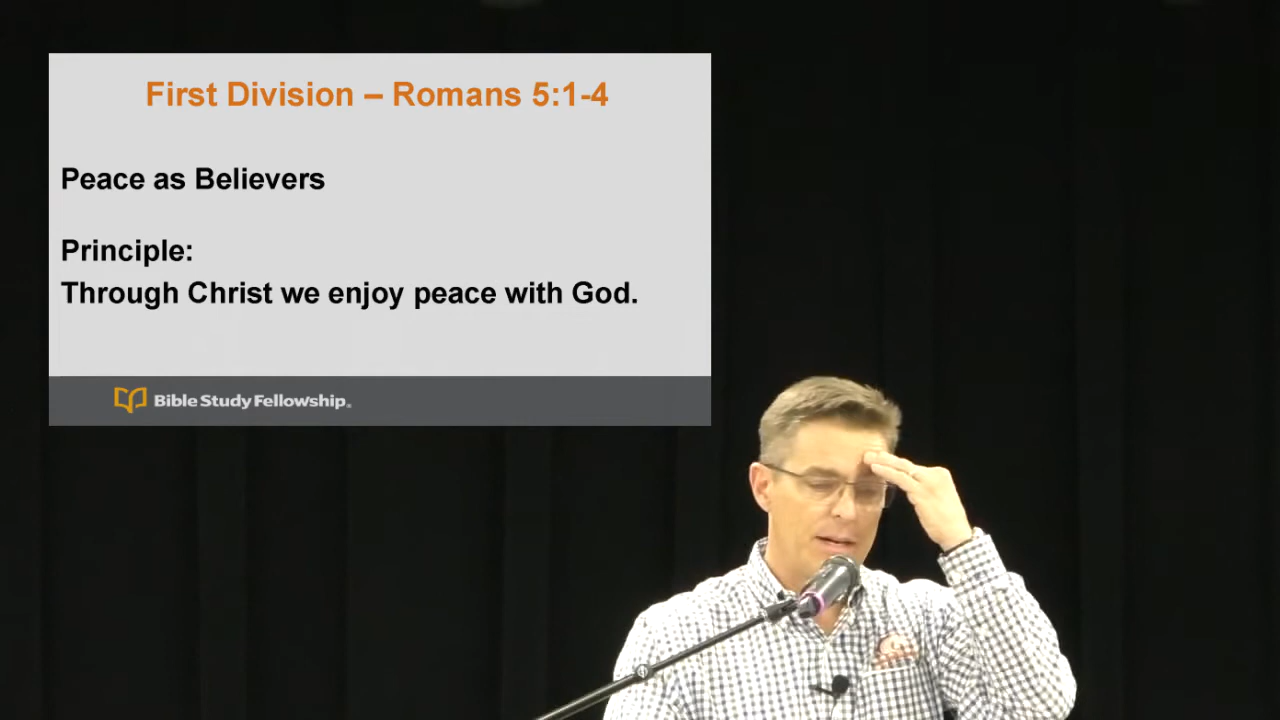 First Division – Romans 5:1-4
Peace as Believers
Principle:
Through Christ we enjoy peace with God.
Bible Study Fellowship®